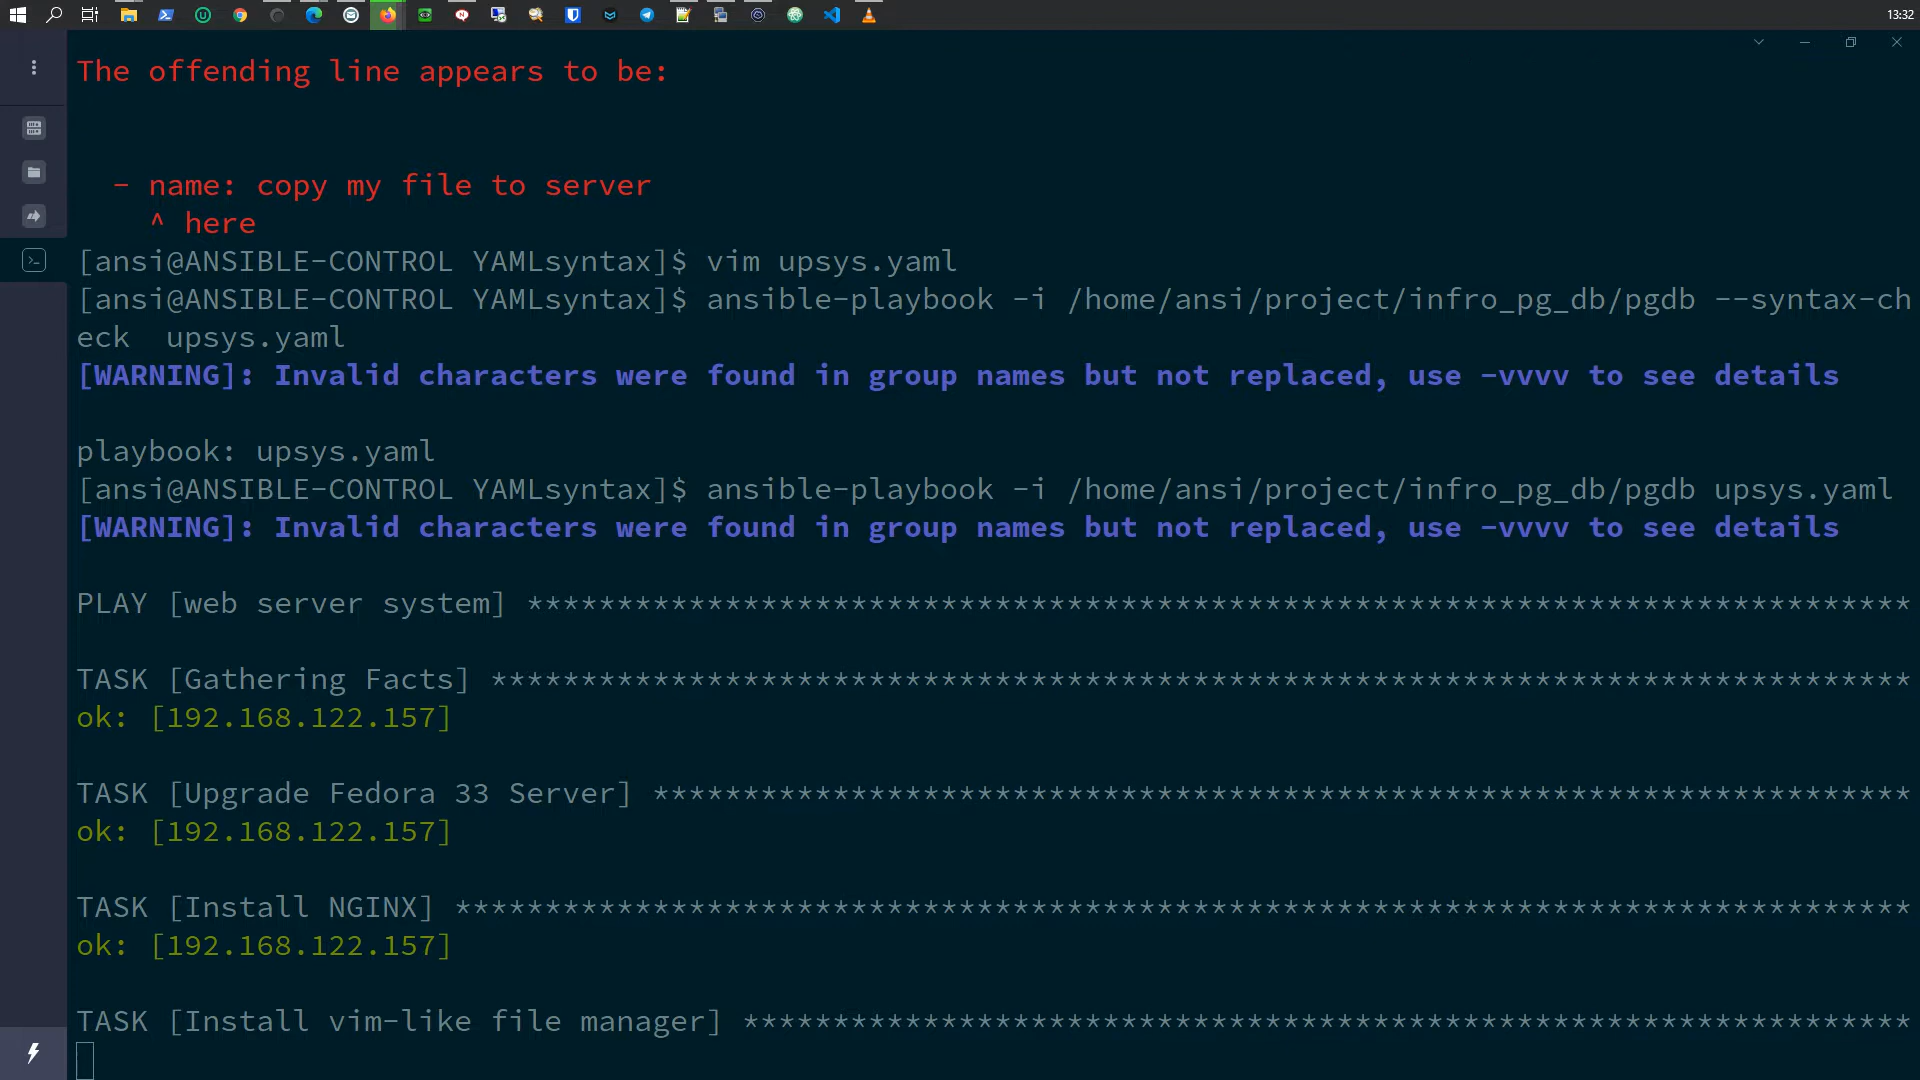 13:32
The offending line appears to be:
- name: copy my file to server
^ here
[ansi@ANSIBLE-CONTROL YAMLsyntax]$ vim upsys.yaml
[ansi@ANSIBLE-CONTROL YAMLsyntax]$ ansible-playbook -i /home/ansi/project/infro_pg_db/pgdb --syntax-ch
eck  upsys.yaml
[WARNING]: Invalid characters were found in group names but not replaced, use -vvvv to see details
playbook: upsys.yaml
[ansi@ANSIBLE-CONTROL YAMLsyntax]$ ansible-playbook -i /home/ansi/project/infro_pg_db/pgdb upsys.yaml
[WARNING]: Invalid characters were found in group names but not replaced, use -vvvv to see details
PLAY [web server system] *****************************************************************************
TASK [Gathering Facts] *******************************************************************************
ok: [192.168.122.157]
TASK [Upgrade Fedora 33 Server] **********************************************************************
ok: [192.168.122.157]
TASK [Install NGINX] *********************************************************************************
ok: [192.168.122.157]
TASK [Install vim-like file manager] *****************************************************************